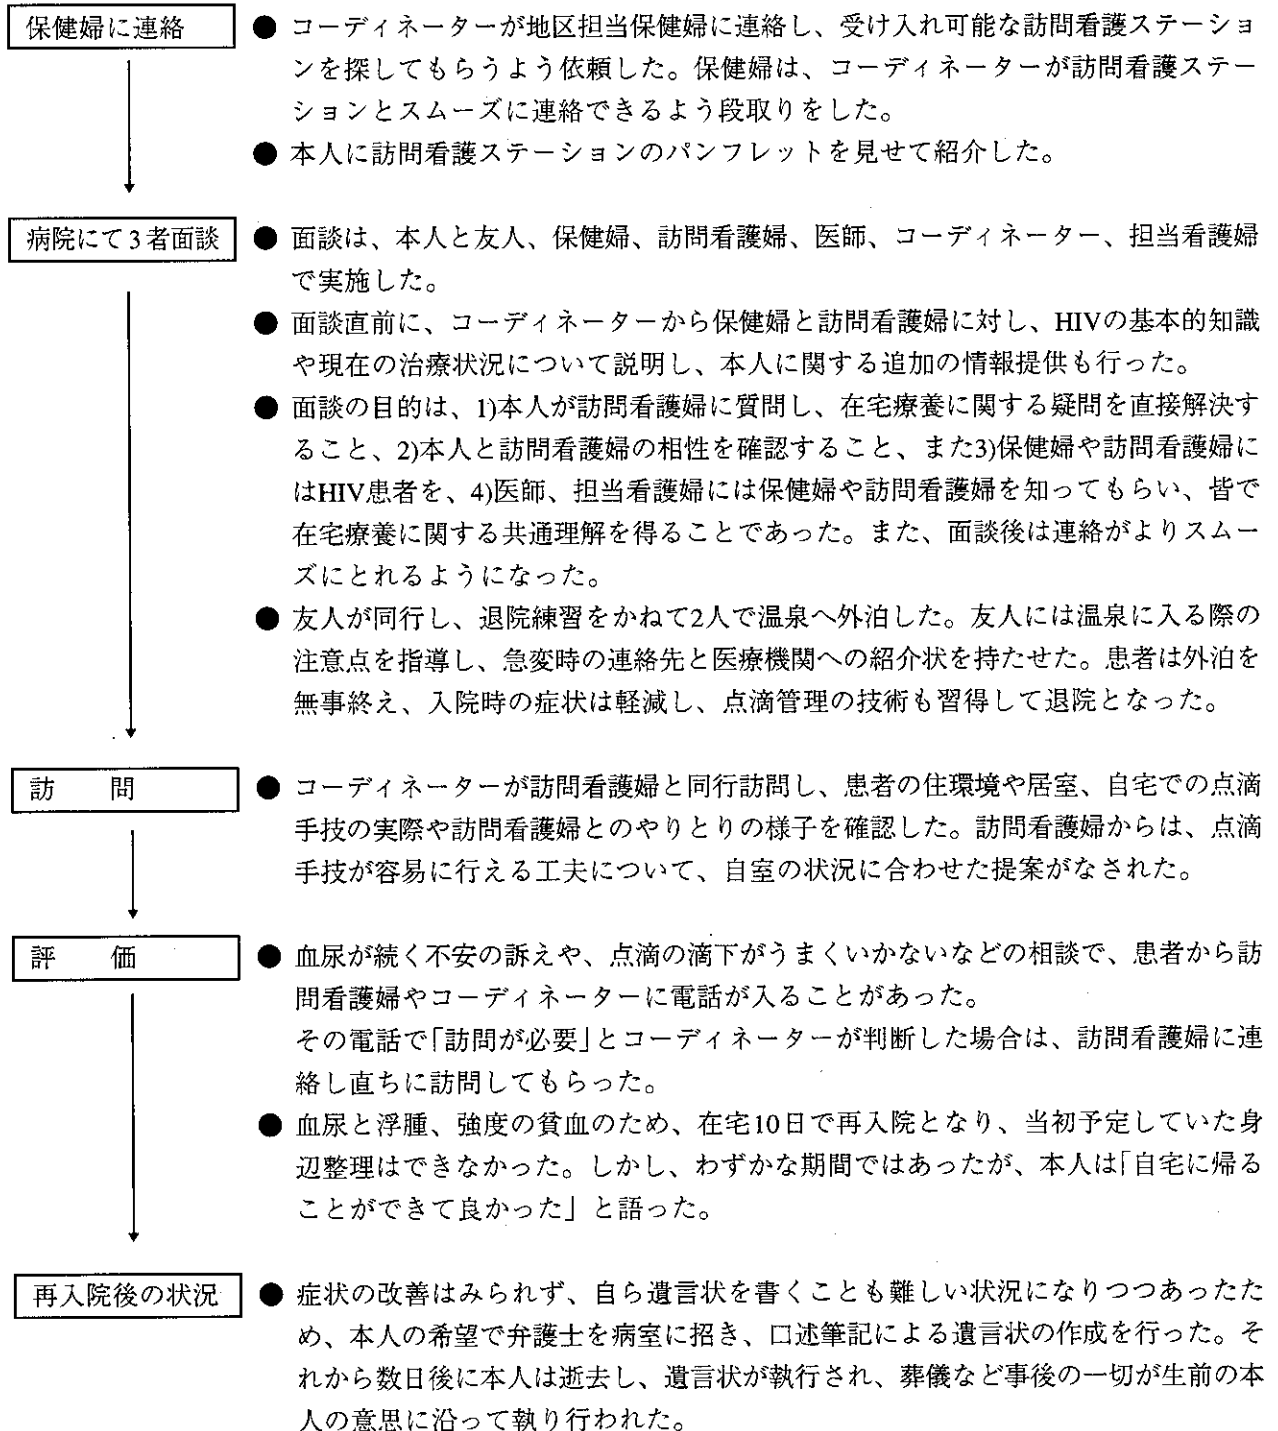 保健婦に連絡
● コーディネーターが地区担当保健婦に連絡し、受け入れ可能な訪問看護ステーショ
ンを探してもらうよう依頼した。保健婦は、コーディネーターが訪問看護ステー
ションとスムーズに連絡できるよう段取りをした。
● 本人に訪問看護ステーションのパンフレットを見せて紹介した。
病院にて3者面談
● 面談は、本人と友人、保健婦、訪問看護婦、医師、コーディネーター、担当看護婦
で実施した。
● 面談直前に、コーディネーターから保健婦と訪問看護婦に対し、HIVの基本的知識
や現在の治療状況について説明し、本人に関する追加の情報提供も行った。
● 面談の目的は、1)本人が訪問看護婦に質問し、在宅療養に関する疑問を直接解決す
ること、2)本人と訪問看護婦の相性を確認すること、また3)保健婦や訪問看護婦に
はHIV患者を、4)医師、担当看護婦には保健婦や訪問看護婦を知ってもらい、皆で
在宅療養に関する共通理解を得ることであった。また、面談後は連絡がよりスムー
ズにとれるようになった。
● 友人が同行し、退院練習をかねて2人で温泉へ外泊した。友人には温泉に入る際の
注意点を指導し、急変時の連絡先と医療機関への紹介状を持たせた。患者は外泊を
無事終え、入院時の症状は軽減し、点滴管理の技術も習得して退院となった。
訪 問
● コーディネーターが訪問看護婦と同行訪問し、患者の住環境や居室、自宅での点滴
手技の実際や訪問看護婦とのやりとりの様子を確認した。訪問看護婦からは、点滴
手技が容易に行える工夫について、自室の状況に合わせた提案がなされた。
評 価
● 血尿が続く不安の訴えや、点滴の滴下がうまくいかないなどの相談で、患者から訪
問看護婦やコーディネーターに電話が入ることがあった。
その電話で「訪問が必要」とコーディネーターが判断した場合は、訪問看護婦に連
絡し直ちに訪問してもらった。
● 血尿と浮腫、強度の貧血のため、在宅10日で再入院となり、当初予定していた身
辺整理はできなかった。しかし、わずかな期間ではあったが、本人は「自宅に帰る
ことができて良かった」と語った。
再入院後の状況
● 症状の改善はみられず、自ら遺言状を書くことも難しい状況になりつつあったた
め、本人の希望で弁護士を病室に招き、口述筆記による遺言状の作成を行った。そ
れから数日後に本人は逝去し、遺言状が執行され、葬儀など事後の一切が生前の本
人の意思に沿って執り行われた。